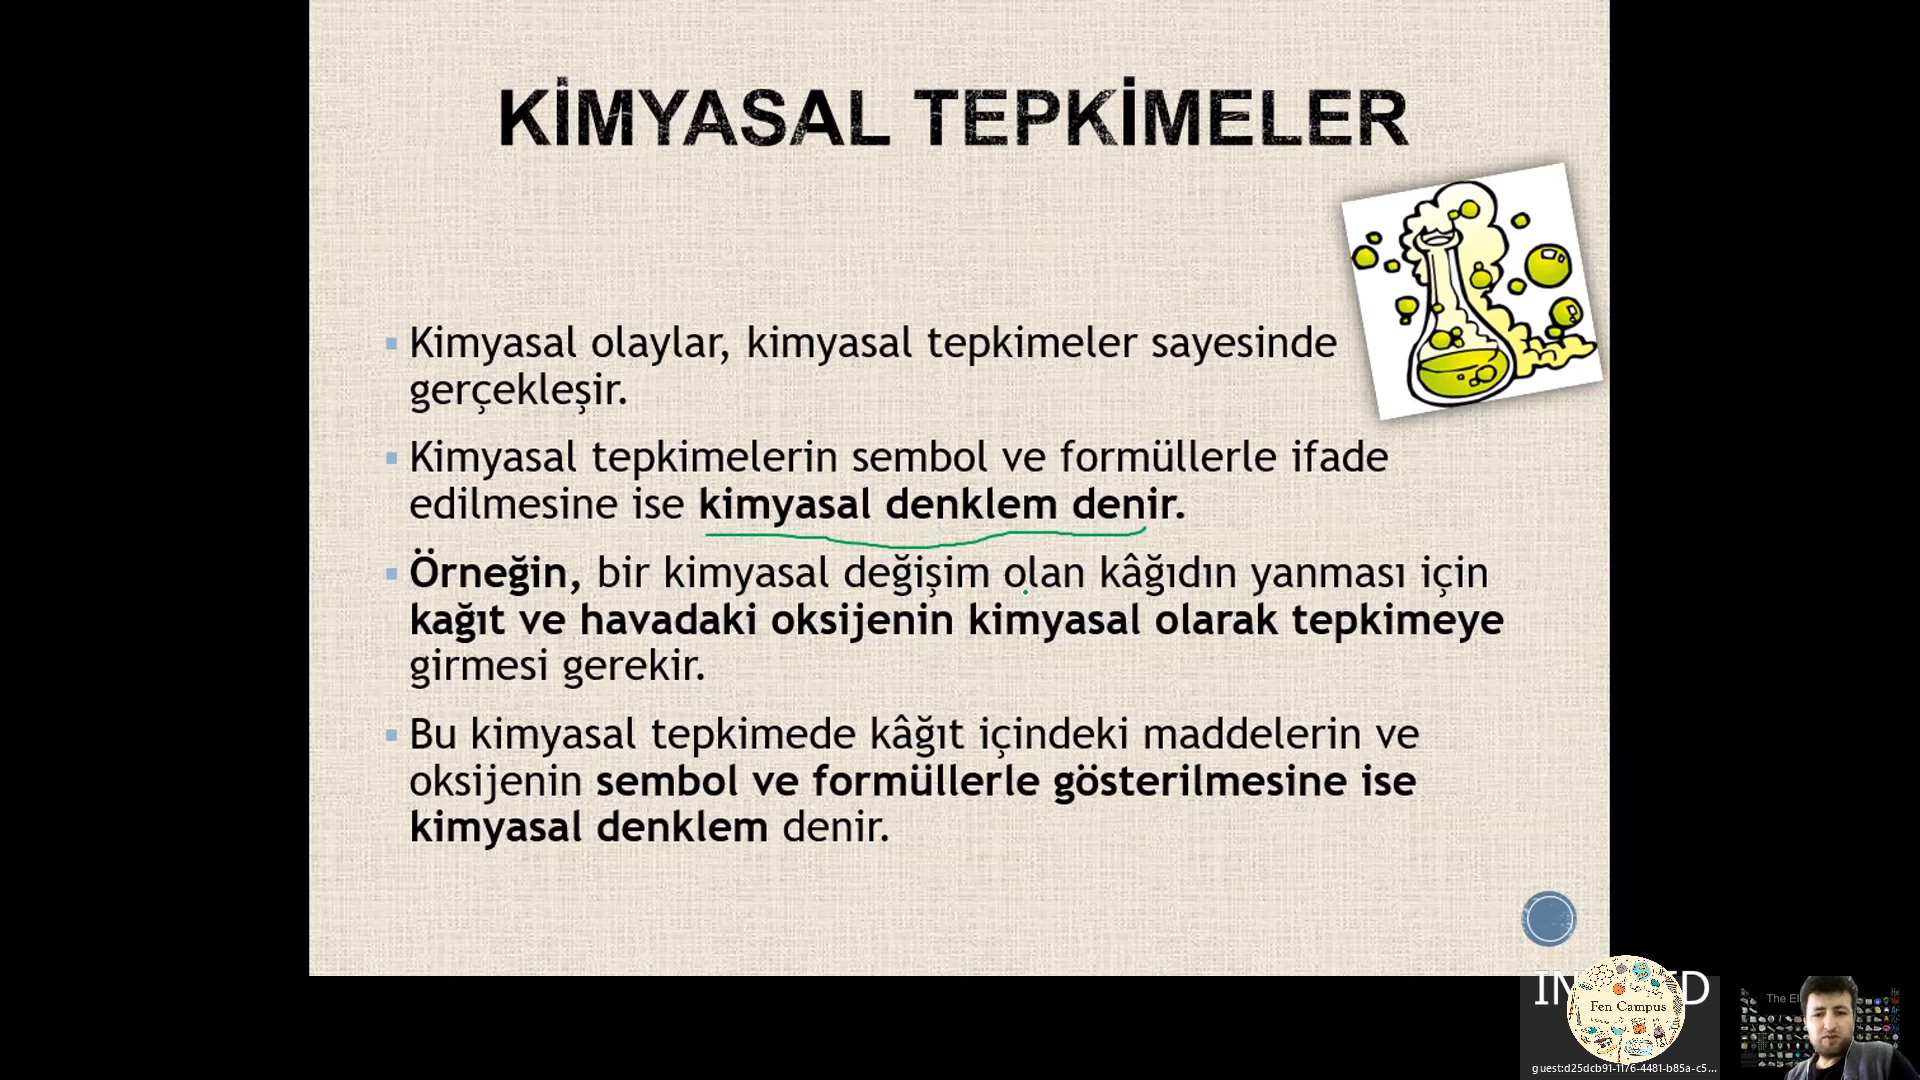 KİMYASAL TEPKİMELER
Kimyasal olaylar, kimyasal tepkimeler sayesinde
gerçekleşir.
Kimyasal tepkimelerin sembol ve formüllerle ifade
edilmesine ise kimyasal denklem denir.
Örneğin, bir kimyasal değişim olan kâğıdın yanması için
kağıt ve havadaki oksijenin kimyasal olarak tepkimeye
girmesi gerekir.
Bu kimyasal tepkimede kâğıt içindeki maddelerin ve
oksijenin sembol ve formüllerle gösterilmesine ise
kimyasal denklem denir.
Fen Campus
guest:d25dcb91-1176-4481-b85a-c5...
The